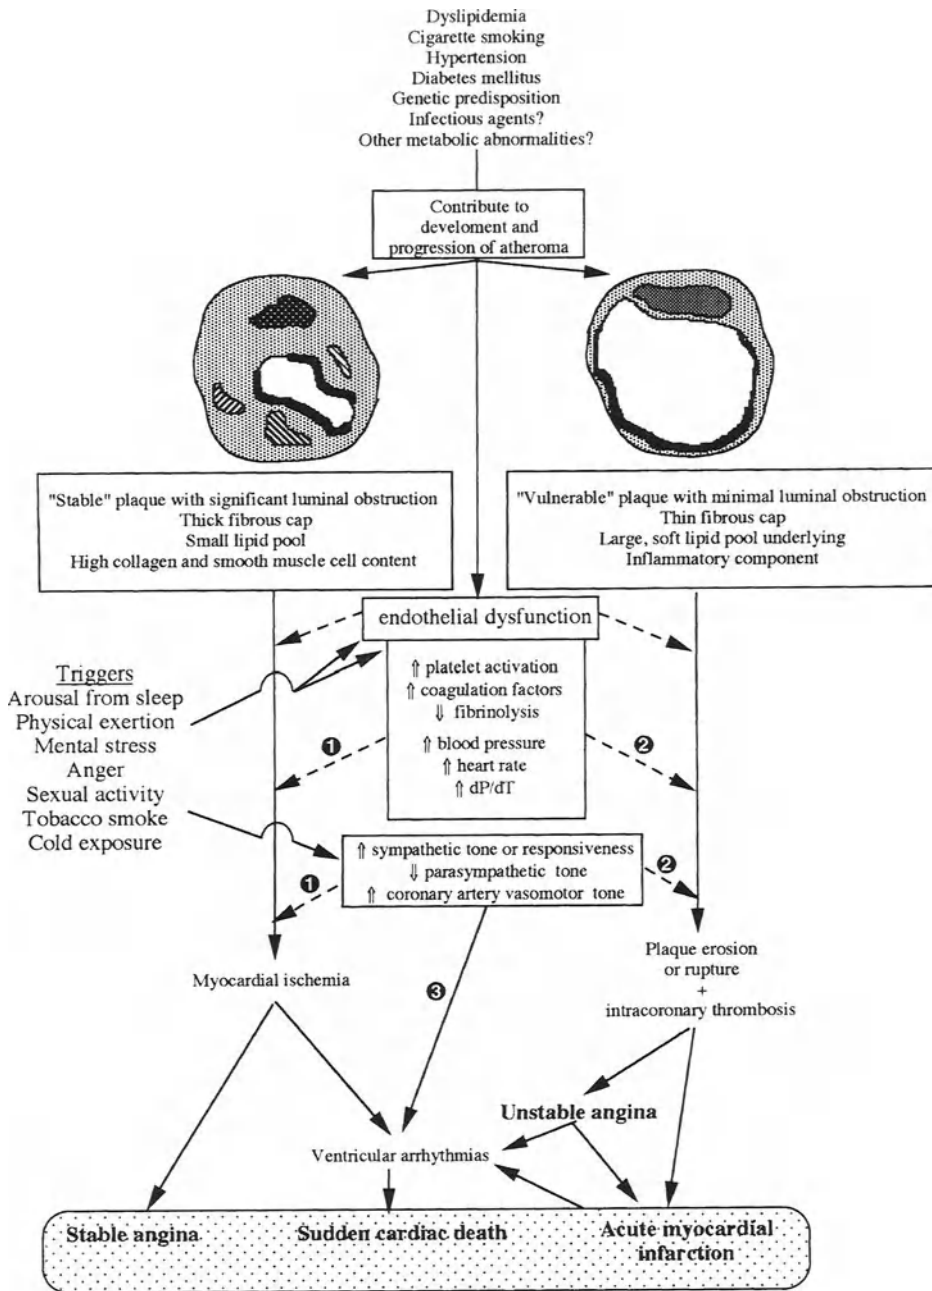 Dyslipidemia
Cigarette smoking
Hypertension
Diabetes mellitus
Genetic predisposition
Infectious agents?
Other metabolic abnormalities?
Contribute to
develoment and
progression of atheroma
"Stable" plaque with significant luminal obstruction
Thick fibrous cap
Small lipid pool
High collagen and smooth muscle cell content
"Vulnerable" plaque with minimal luminal obstruction
Thin fibrous cap
Large, soft lipid pool underlying
Inflammatory component
endothelial dysfunction
⇑ platelet activation
⇑ coagulation factors
⇓ fibrinolysis
⇑ blood pressure
⇑ heart rate
⇑ dP/dT
Triggers
Arousal from sleep
Physical exertion
Mental stress
Anger
Sexual activity
Tobacco smoke
Cold exposure
❶
❷
⇑ sympathetic tone or responsiveness
⇓ parasympathetic tone
⇑ coronary artery vasomotor tone
❶
❷
Myocardial ischemia
❸
Plaque erosion
or rupture
+
intracoronary thrombosis
Unstable angina
Ventricular arrhythmias
Stable angina
Sudden cardiac death
Acute myocardial
infarction